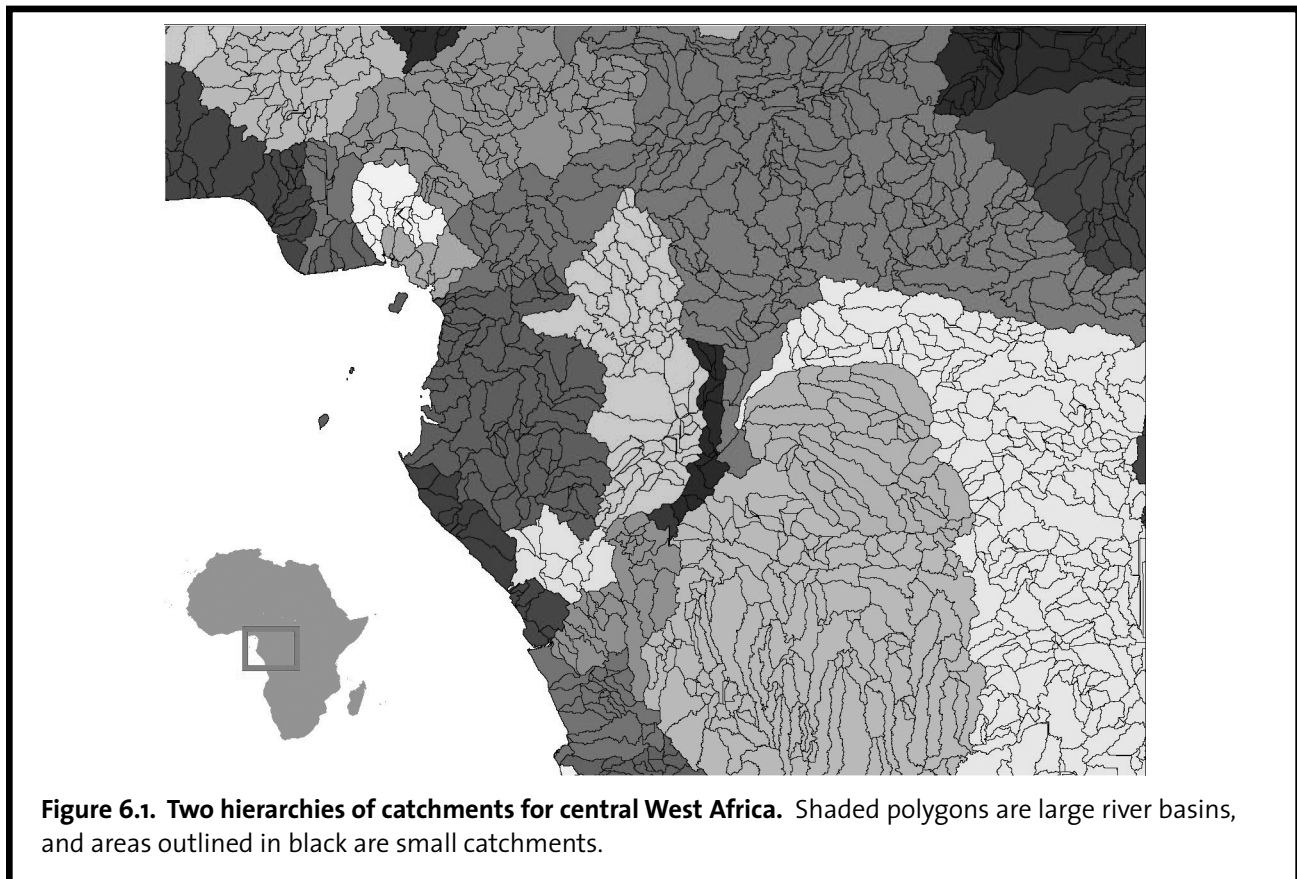 Figure 6.1. Two hierarchies of catchments for central West Africa. Shaded polygons are large river basins,
and areas outlined in black are small catchments.